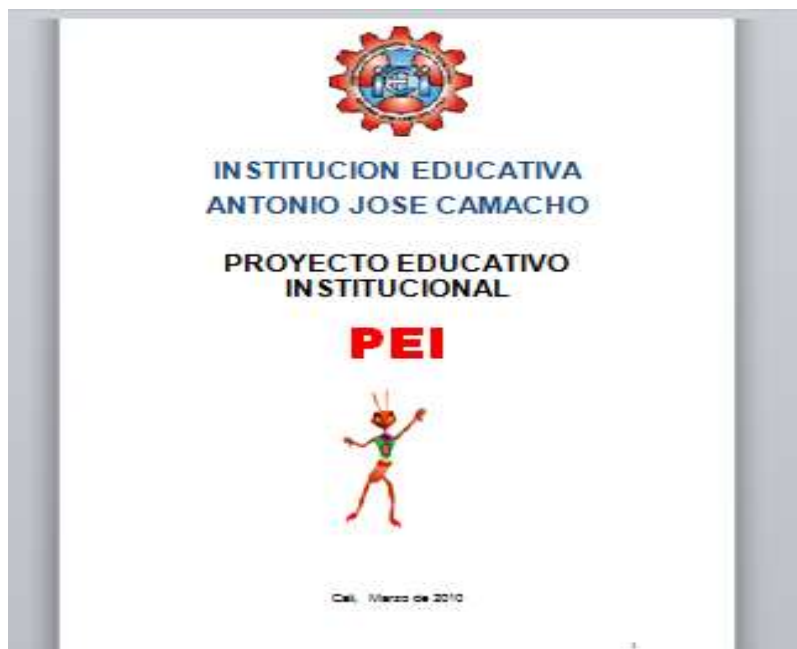 INSTITUCION EDUCATIVA
ANTONIO JOSE CAMACHO
PROYECTO EDUCATIVO
INSTITUCIONAL
PEI
Cali, Marzo de 2010